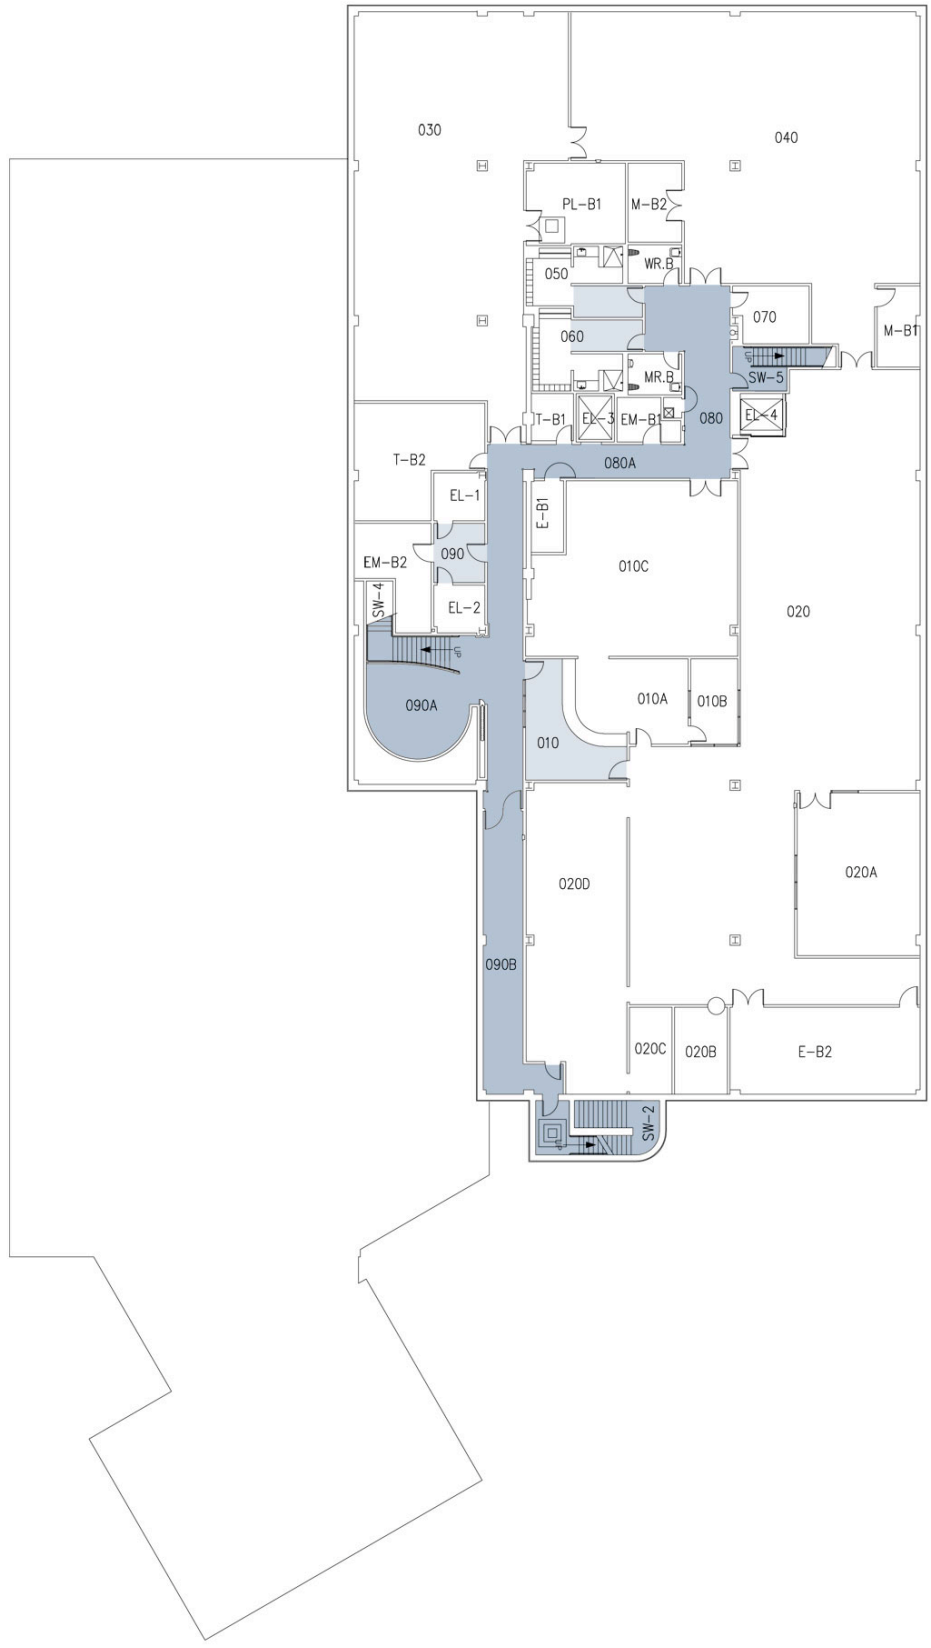 030
040
PL-B1
M-B2
050
WR.B
060
070
M-B1
MR.B
UP
SW-5
T-B1
EL-3
EM-B1
080
EL-4
T-B2
080A
EL-1
E-B1
090
EM-B2
010C
SW-4
EL-2
020
UP
090A
010A
010B
010
020D
020A
090B
020C
020B
E-B2
SW-2
UP